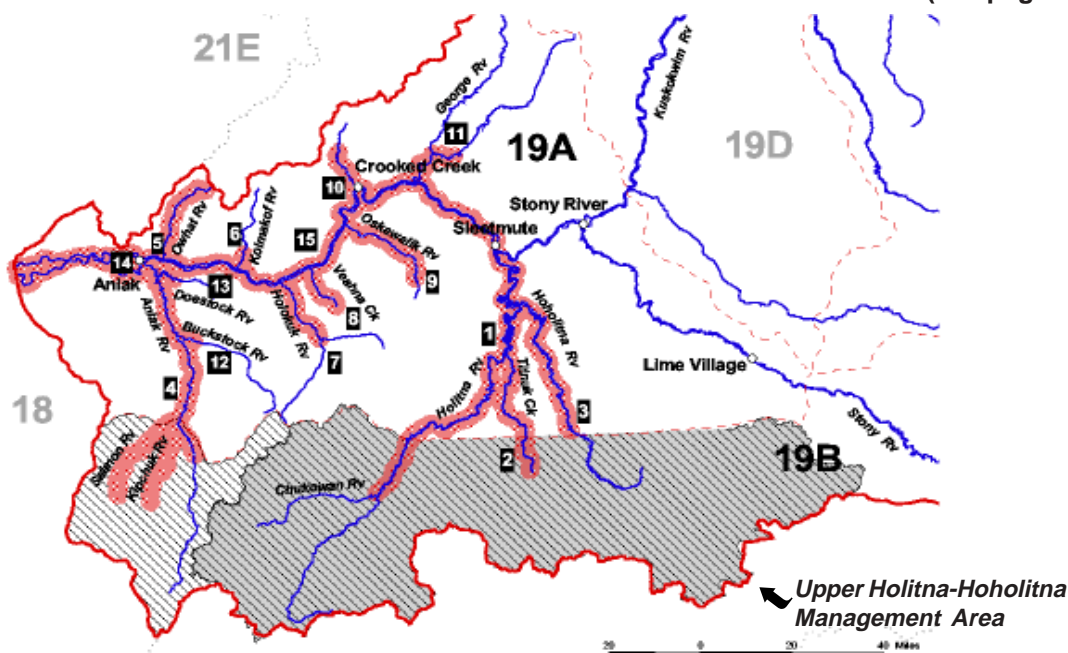 21E
George Rv
Kuskokwim Rv
11
19A
19D
Crooked Creek
10
Stony River
Owhat Rv
Kolmakof Rv
Oskawalik Rv
Sleetmute
5
6
15
14
Aniak
13
9
Veahna Ck
Doestock Rv
8
Hoholitna Rv
Holokuk Rv
Aniak Rv
Buckstock Rv
1
12
7
Lime Village
4
Holitna Rv
Titnuk Ck
18
3
Stony Rv
Salmon Rv
Kipchuk Rv
19B
2
Chukowan Rv
Upper Holitna-Hoholitna
Management Area
20 0 20 40 Miles